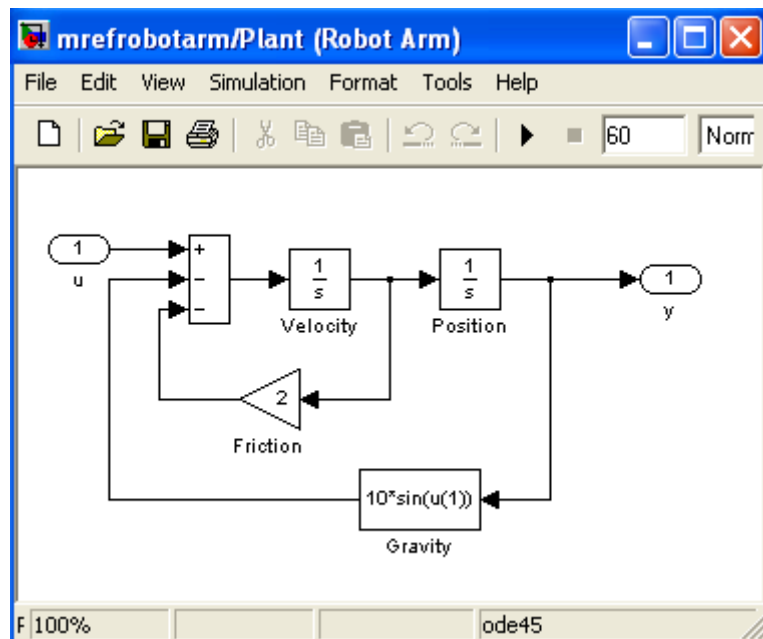 mrefrobotarm/Plant (Robot Arm)
File Edit View Simulation Format Tools Help
60 Norm
1
u
+
−
−
1
s
Velocity
1
s
Position
1
y
2
Friction
10*sin(u(1))
Gravity
F 100% ode45